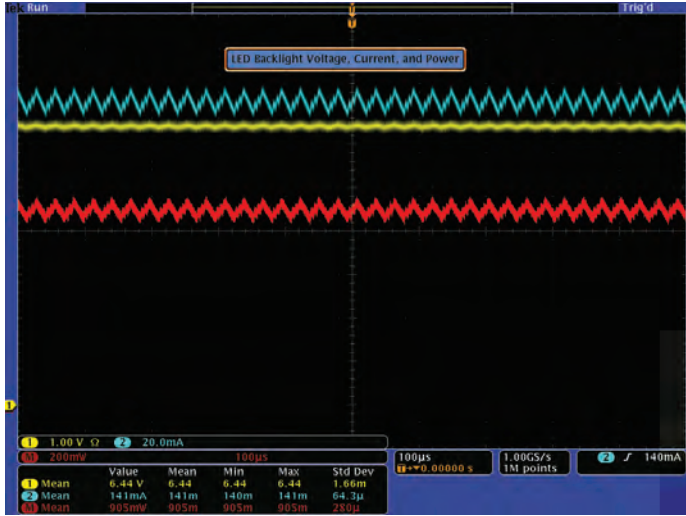 Tek Run Trig'd
T
T
LED Backlight Voltage, Current, and Power
1
1 1.00 V Ω 2 20.0mA
M 200mW 100µs
100µs
T→▾0.00000 s
1.00GS/s
1M points
2 ∫ 140mA
Value Mean Min Max Std Dev
1 Mean 6.44 V 6.44 6.44 6.44 1.66m
2 Mean 141mA 141m 140m 141m 64.3µ
M Mean 905mW 905m 905m 905m 280µ